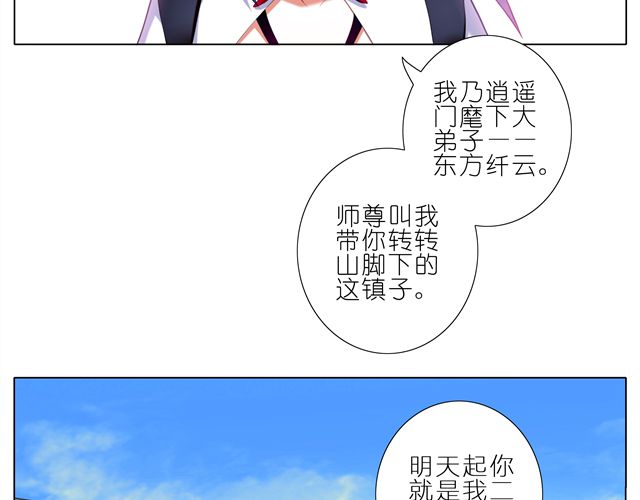 我乃逍遥
门麾下大
弟子——
东方纤云。
师尊叫我
带你转转
山脚下的
这镇子。
明天起你
就是我二